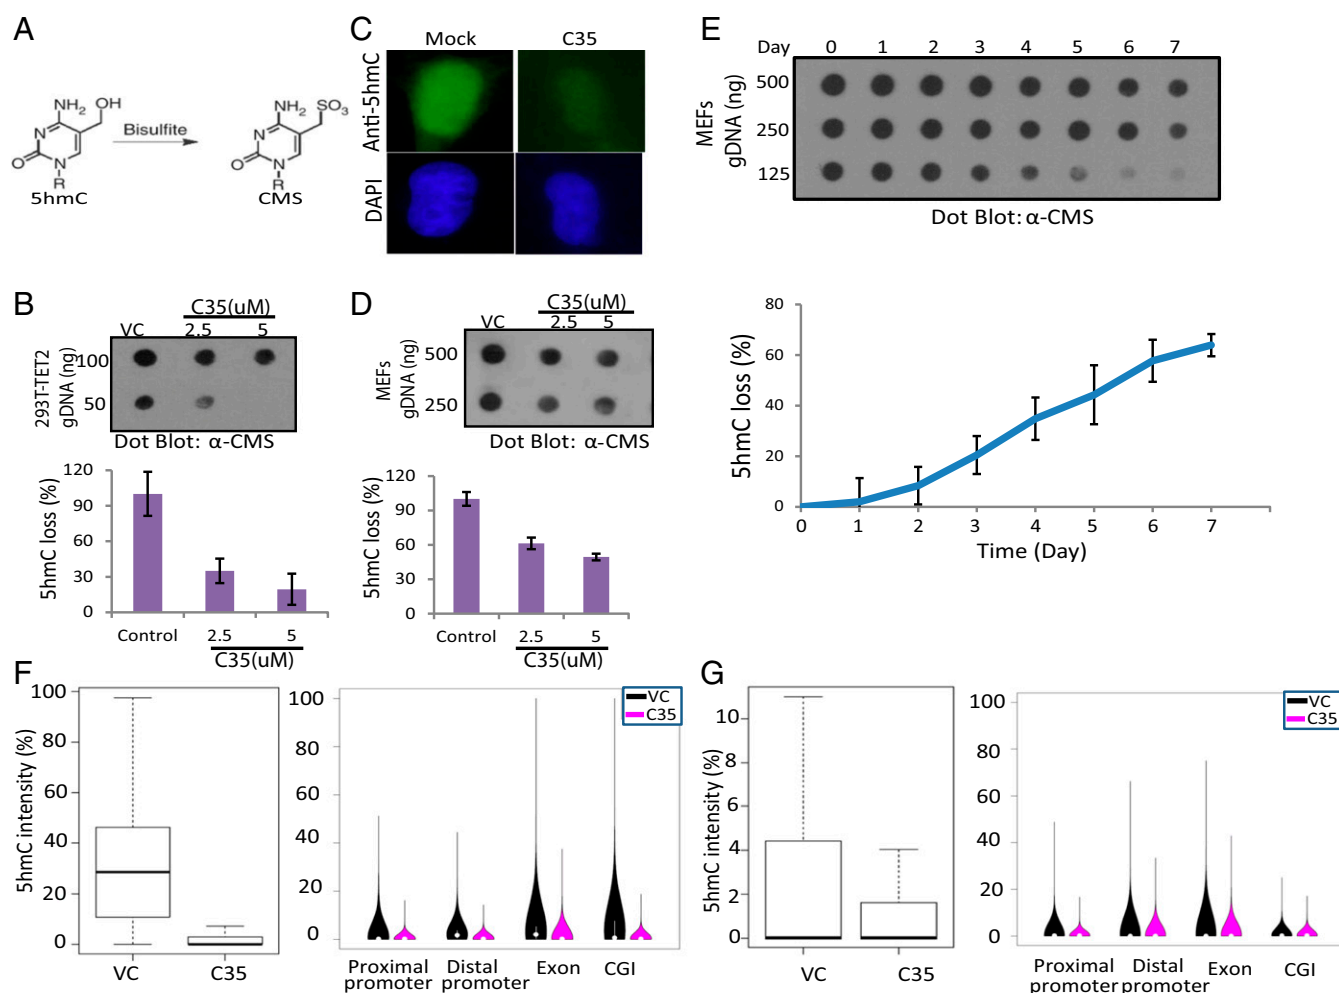 A
NH2
OH
N
O
N
R
5hmC
Bisulfite
NH2
SO3
N
O
N
R
CMS
B
C35(uM)
VC 2.5 5
293T-TET2
gDNA (ng)
100
50
Dot Blot: α-CMS
5hmC loss (%)
120
90
60
30
0
Control 2.5 5
C35(uM)
C
Mock C35
Anti-5hmC
DAPI
D
C35(uM)
VC 2.5 5
MEFs
gDNA (ng)
500
250
Dot Blot: α-CMS
5hmC loss (%)
120
90
60
30
0
Control 2.5 5
C35(uM)
E
Day 0 1 2 3 4 5 6 7
MEFs
gDNA (ng)
500
250
125
Dot Blot: α-CMS
5hmC loss (%)
80
60
40
20
0
0 1 2 3 4 5 6 7
Time (Day)
F
5hmC intensity (%)
100
80
60
40
20
0
VC C35
100
80
60
40
20
0
VC
C35
Proximal promoter
Distal promoter
Exon
CGI
G
5hmC intensity (%)
10
8
6
4
2
0
VC C35
100
80
60
40
20
0
VC
C35
Proximal promoter
Distal promoter
Exon
CGI